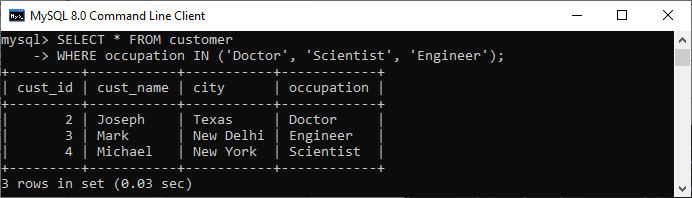 MySQL 8.0 Command Line Client
mysql> SELECT * FROM customer
    -> WHERE occupation IN ('Doctor', 'Scientist', 'Engineer');
+---------+-----------+-----------+------------+
| cust_id | cust_name | city      | occupation |
+---------+-----------+-----------+------------+
|       2 | Joseph    | Texas     | Doctor     |
|       3 | Mark      | New Delhi | Engineer   |
|       4 | Michael   | New York  | Scientist  |
+---------+-----------+-----------+------------+
3 rows in set (0.03 sec)